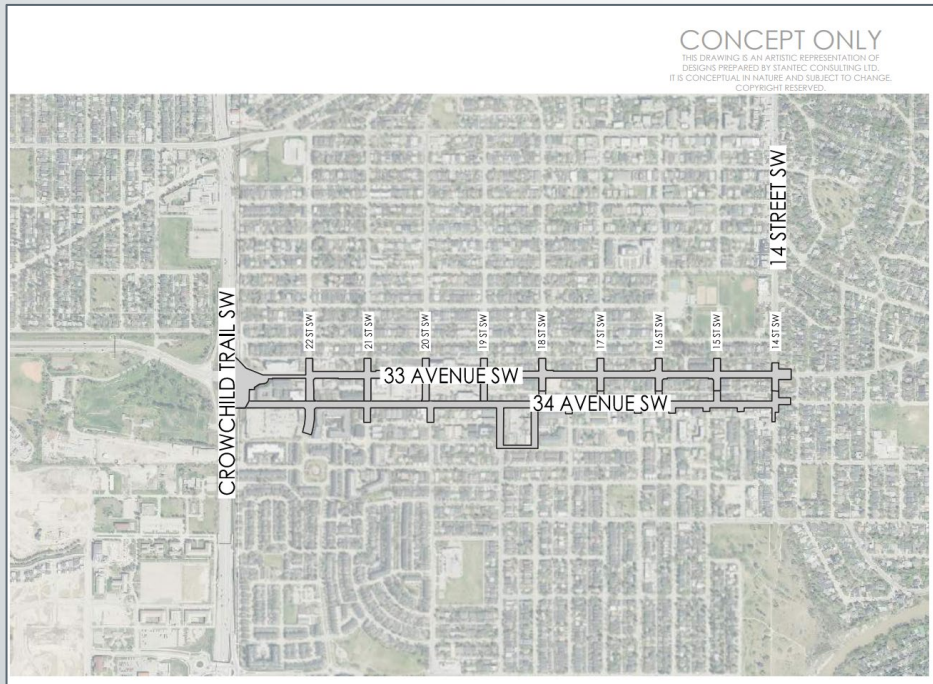 CONCEPT ONLY
THIS DRAWING IS AN ARTISTIC REPRESENTATION OF
DESIGNS PREPARED BY STANTEC CONSULTING LTD.
IT IS CONCEPTUAL IN NATURE AND SUBJECT TO CHANGE.
COPYRIGHT RESERVED.
14 STREET SW
CROWCHILD TRAIL SW
22 ST SW
21 ST SW
20 ST SW
19 ST SW
18 ST SW
17 ST SW
16 ST SW
15 ST SW
14 ST SW
33 AVENUE SW
34 AVENUE SW